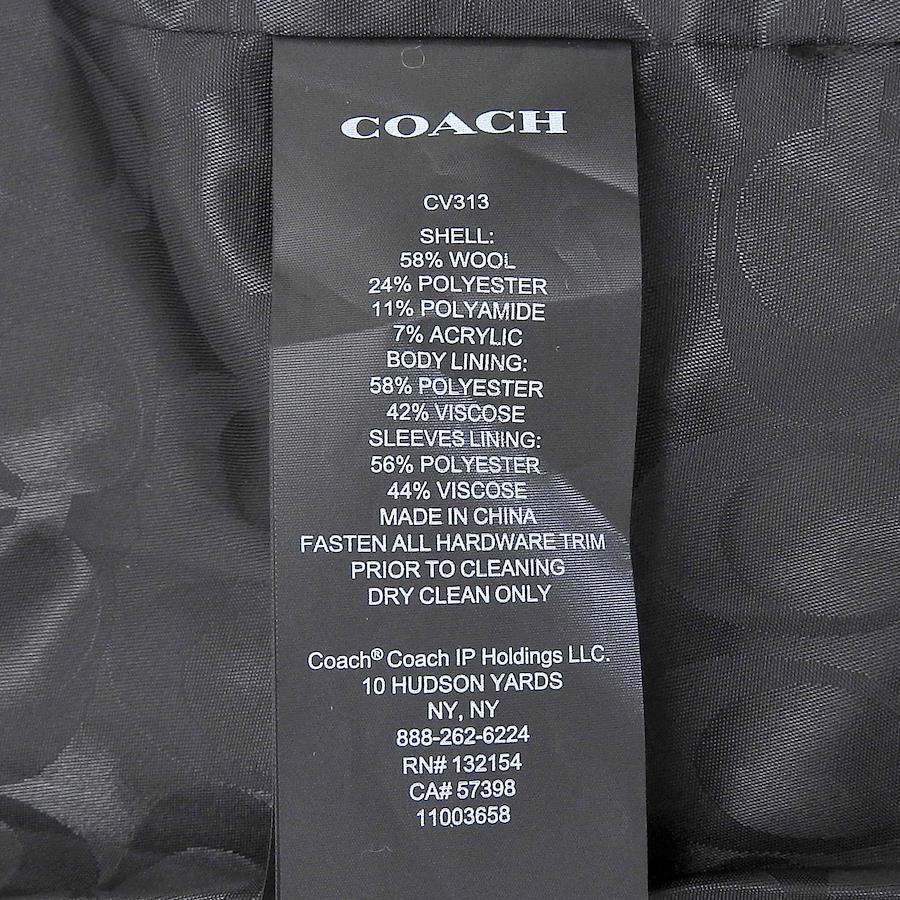 COACH
CV313
SHELL:
58% WOOL
24% POLYESTER
11% POLYAMIDE
7% ACRYLIC
BODY LINING:
58% POLYESTER
42% VISCOSE
SLEEVES LINING:
56% POLYESTER
44% VISCOSE
MADE IN CHINA
FASTEN ALL HARDWARE TRIM
PRIOR TO CLEANING
DRY CLEAN ONLY
Coach® Coach IP Holdings LLC.
10 HUDSON YARDS
NY, NY
888-262-6224
RN# 132154
CA# 57398
11003658